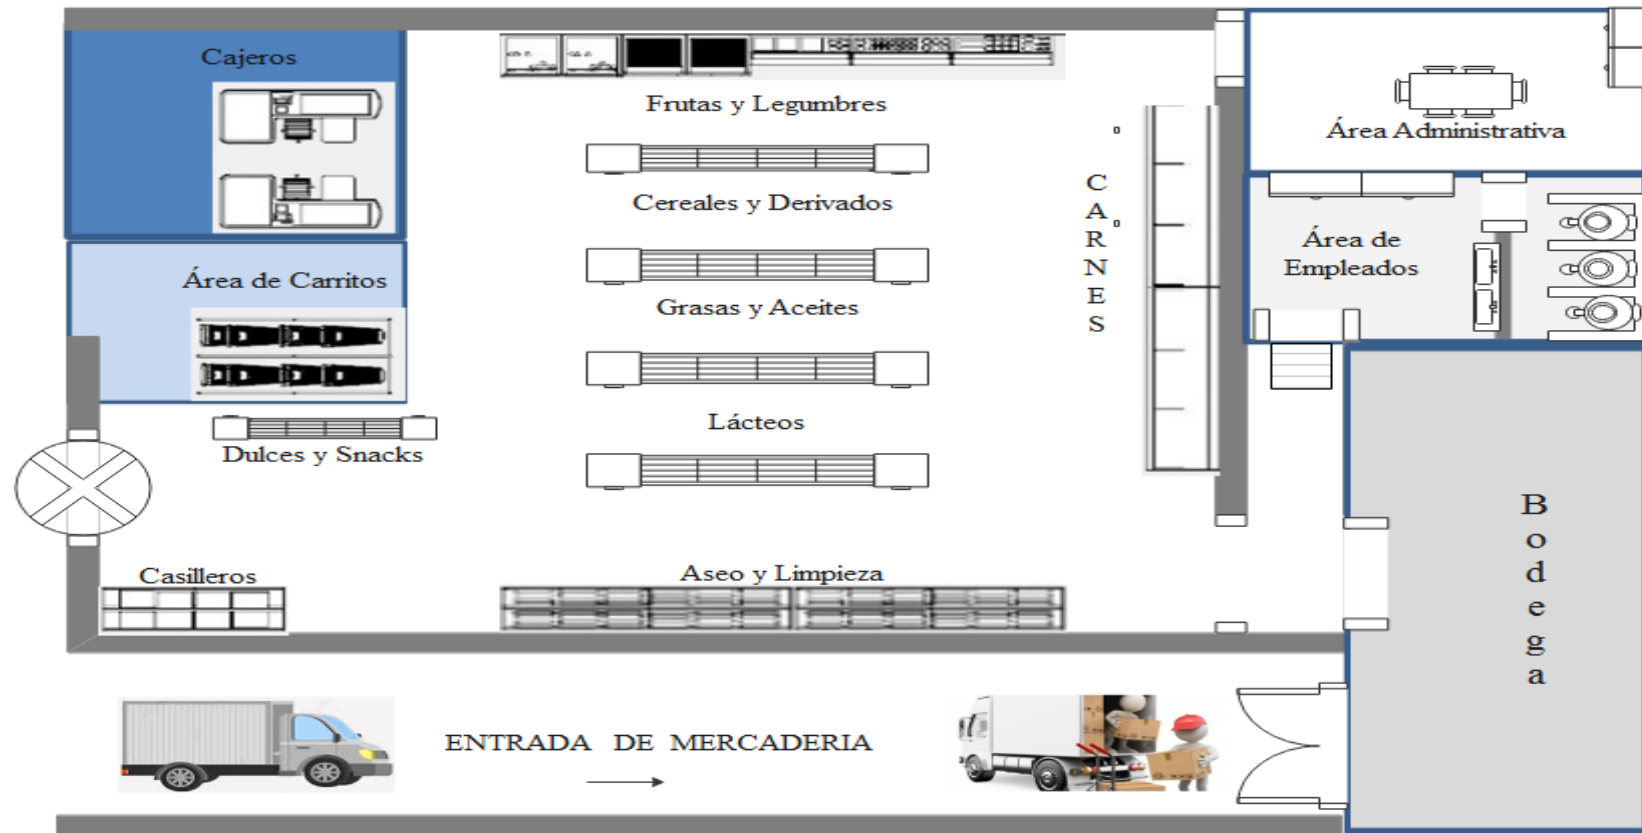 Cajeros
Frutas y Legumbres
Área Administrativa
Cereales y Derivados
C
A
R
N
E
S
Área de
Empleados
Área de Carritos
Grasas y Aceites
Lácteos
Dulces y Snacks
B
o
d
e
g
a
Casilleros
Aseo y Limpieza
ENTRADA DE MERCADERIA